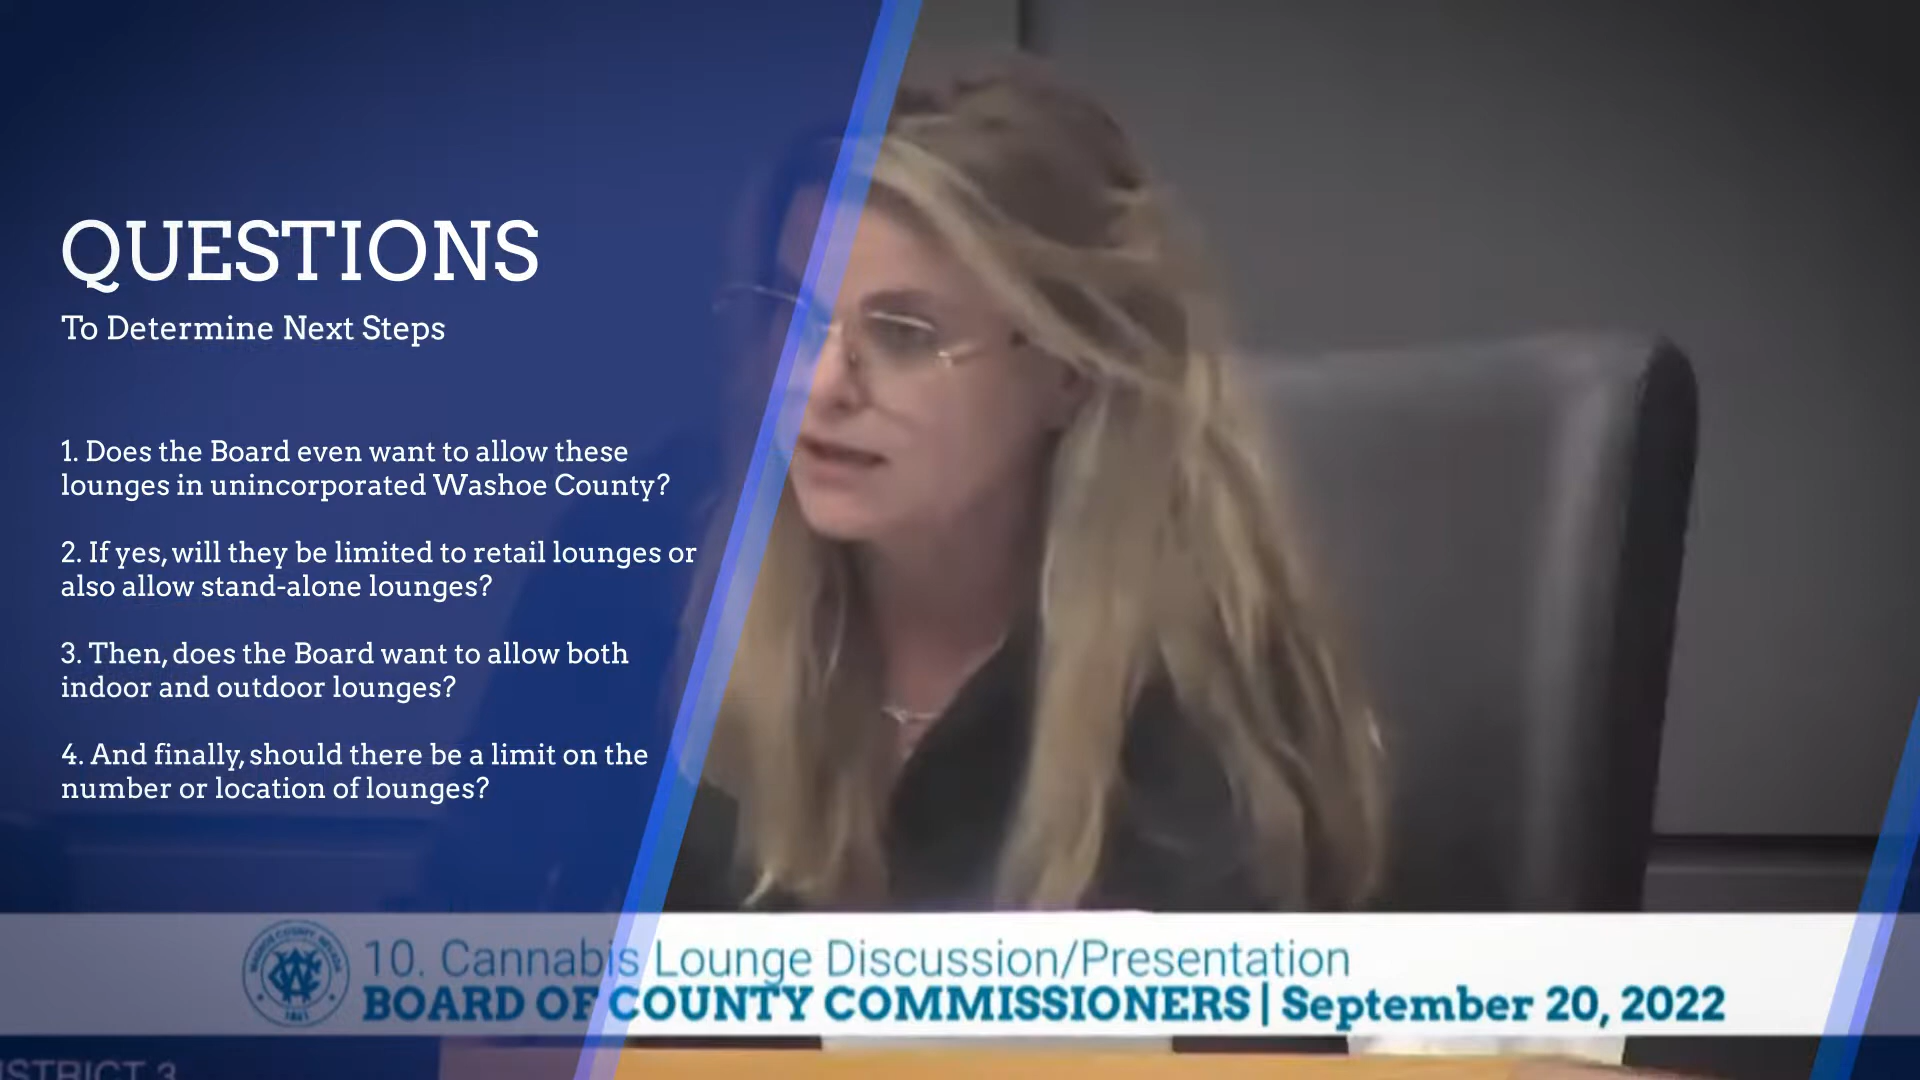 QUESTIONS
To Determine Next Steps
1. Does the Board even want to allow these
lounges in unincorporated Washoe County?
2. If yes, will they be limited to retail lounges or
also allow stand-alone lounges?
3. Then, does the Board want to allow both
indoor and outdoor lounges?
4. And finally, should there be a limit on the
number or location of lounges?
10. Cannabis Lounge Discussion/Presentation
BOARD OF COUNTY COMMISSIONERS | September 20, 2022
1861